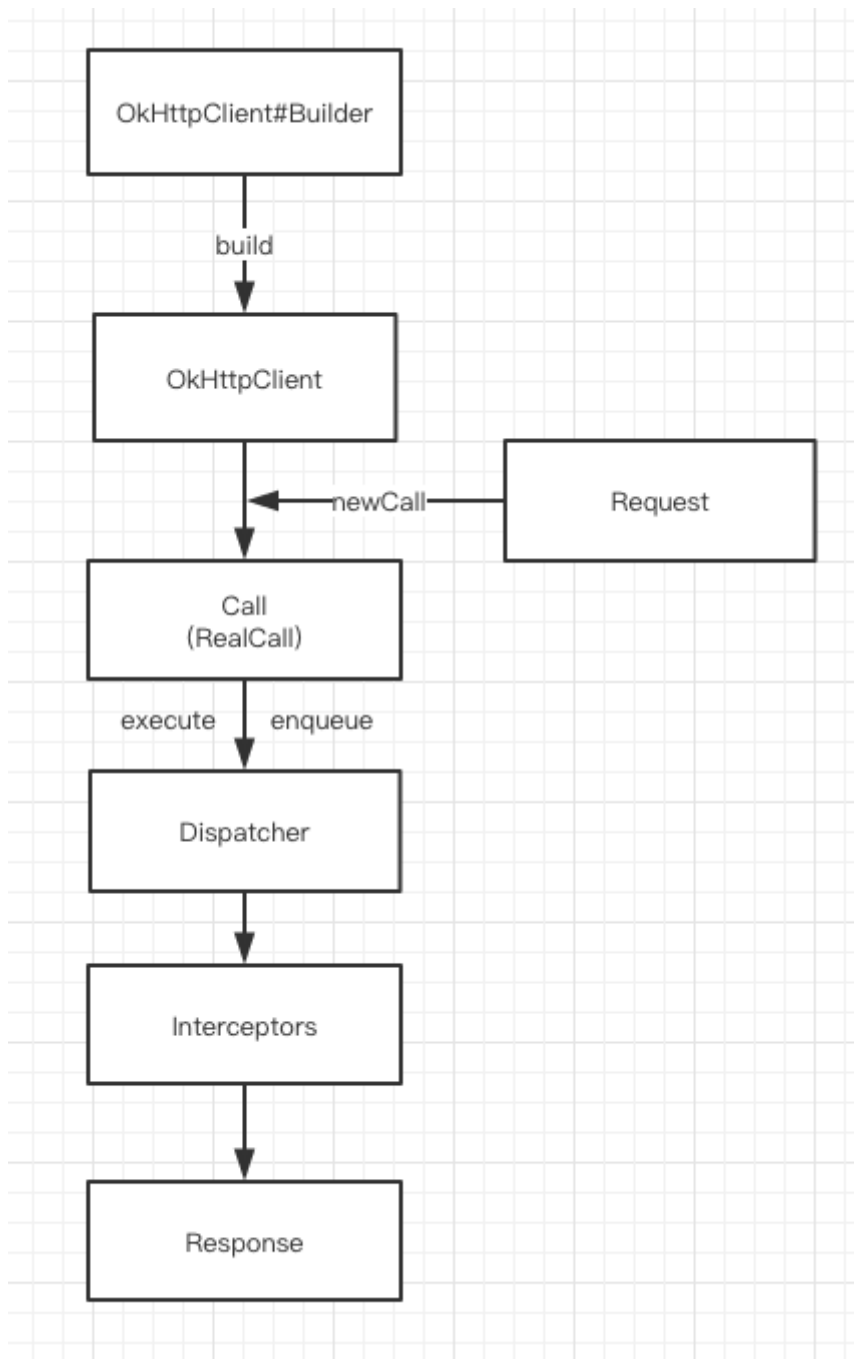 OkHttpClient#Builder
build
OkHttpClient
newCall
Request
Call
(RealCall)
execute
enqueue
Dispatcher
Interceptors
Response